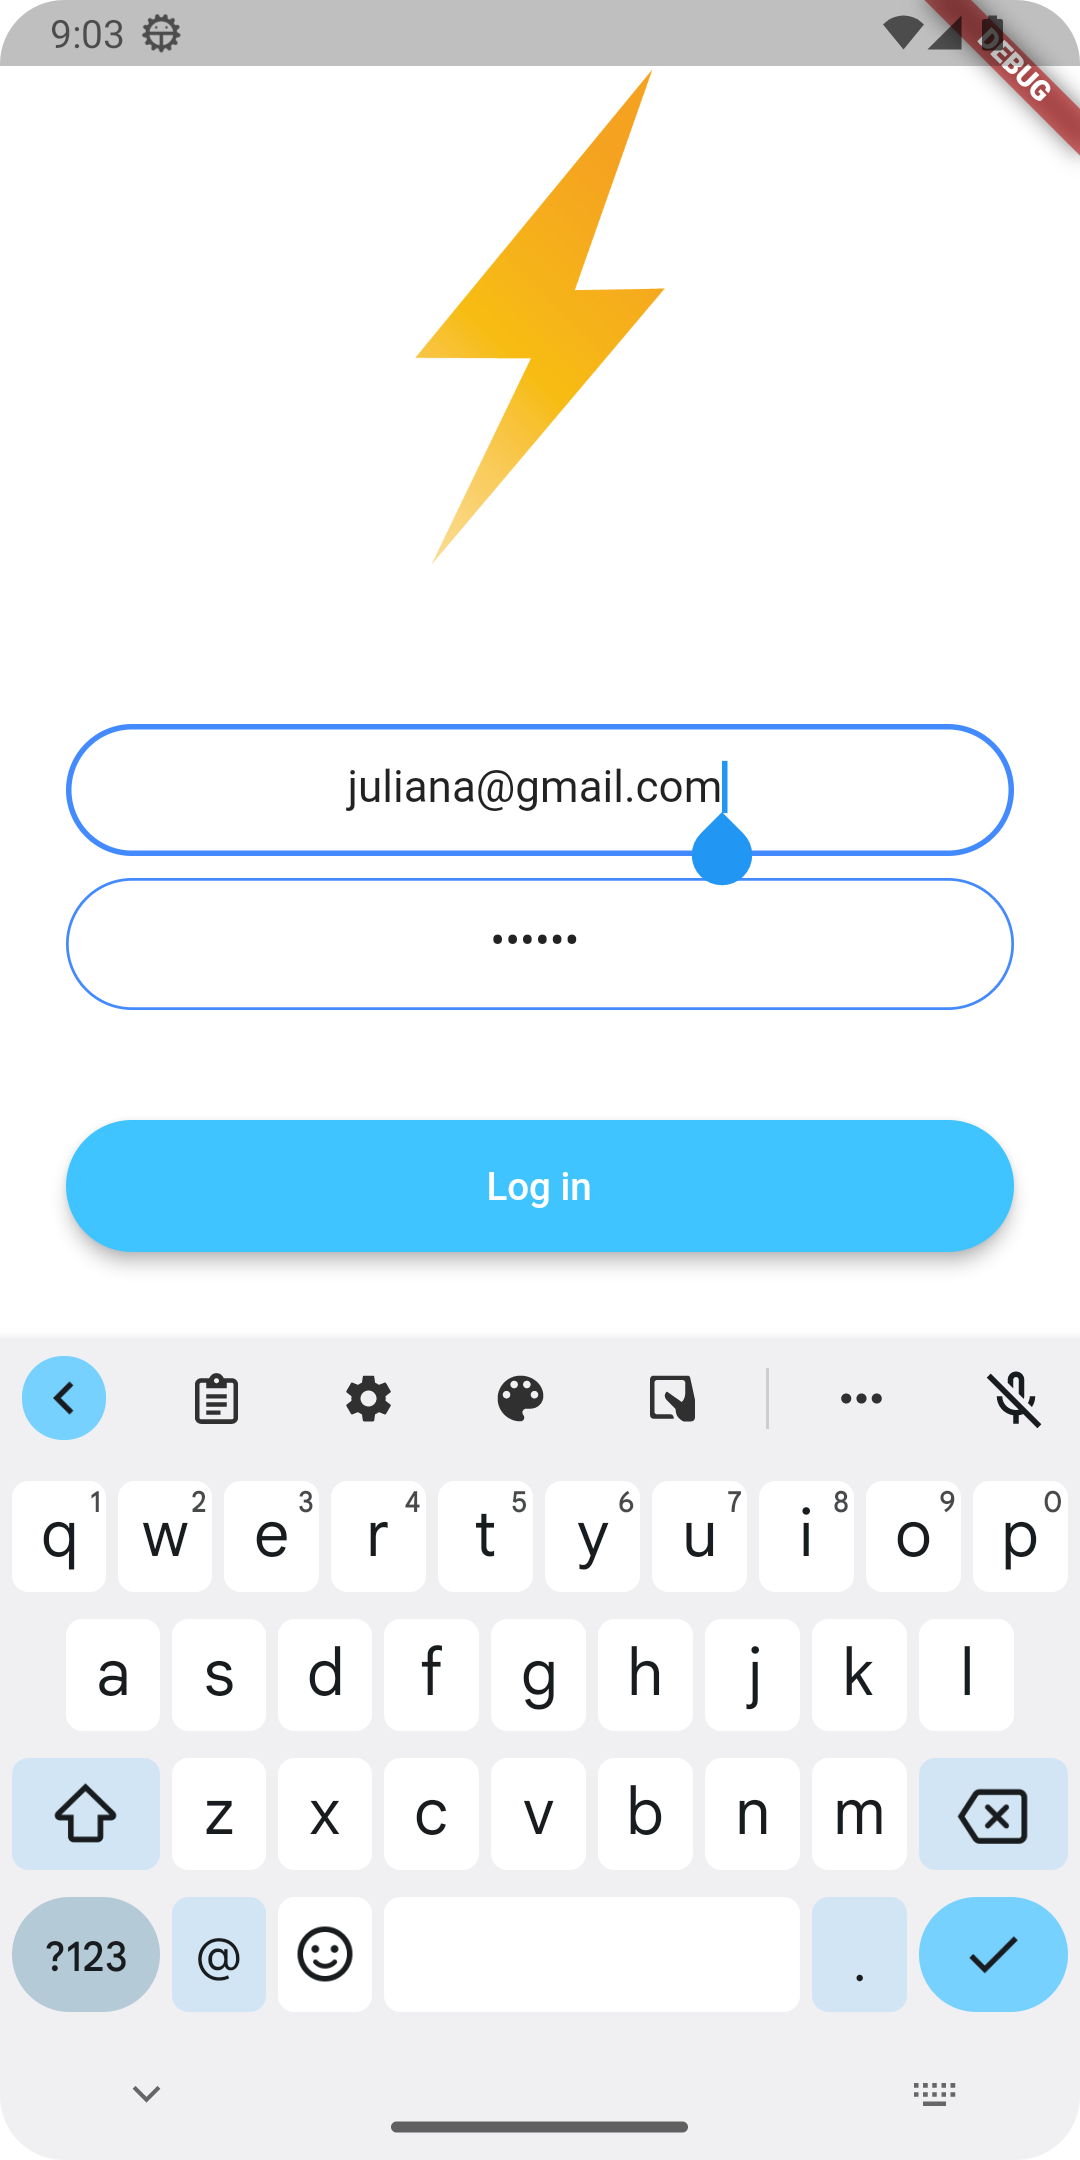 9:03
DEBUG
juliana@gmail.com
••••••
Log in
q 1 w 2 e 3 r 4 t 5 y 6 u 7 i 8 o 9 p 0
a s d f g h j k l
z x c v b n m
?123 @ .